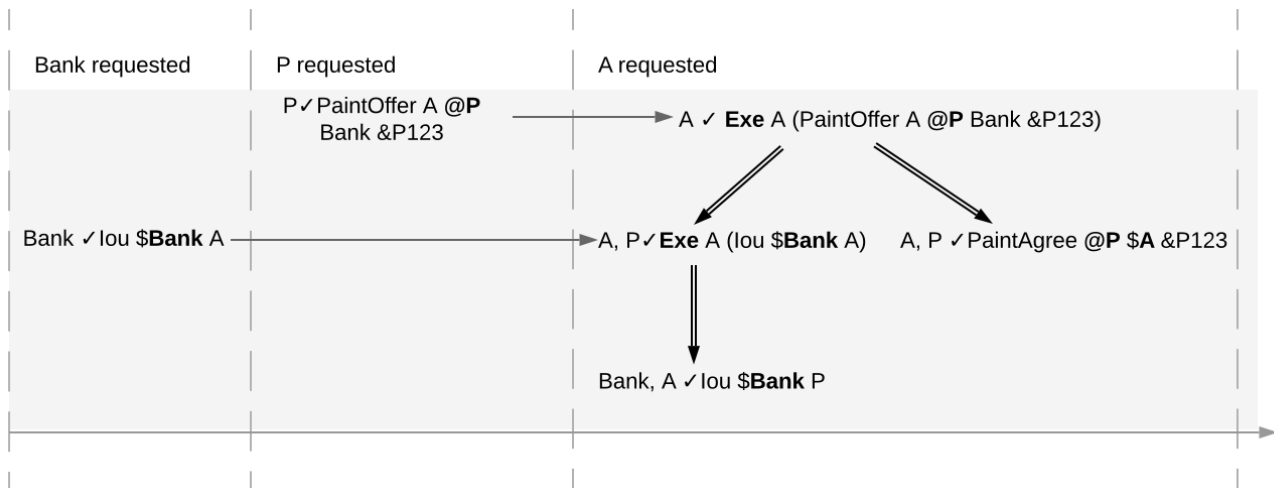 Bank requested
P requested
A requested
P✓PaintOffer A @P
Bank &P123
A ✓ Exe A (PaintOffer A @P Bank &P123)
Bank ✓Iou $Bank A
A, P✓Exe A (Iou $Bank A)
A, P ✓PaintAgree @P $A &P123
Bank, A ✓Iou $Bank P